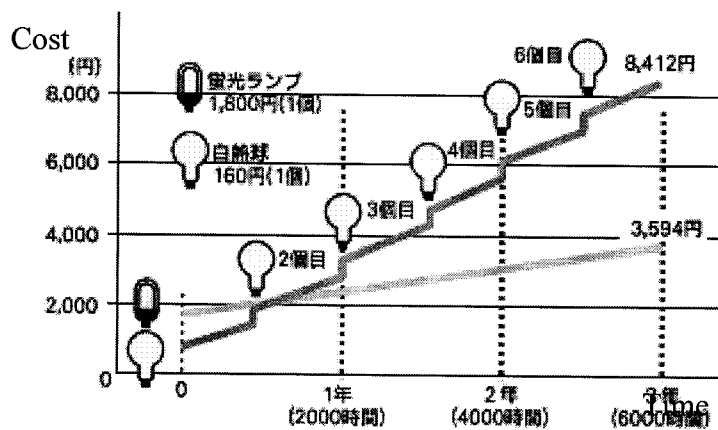 Cost
(円)
8,000
6,000
4,000
2,000
0
蛍光ランプ
1,800円(1個)
白熱球
160円(1個)
2個目
3個目
4個目
5個目
6個目
8,412円
3,594円
0
1年
(2000時間)
2年
(4000時間)
3年
(6000時間)
Time